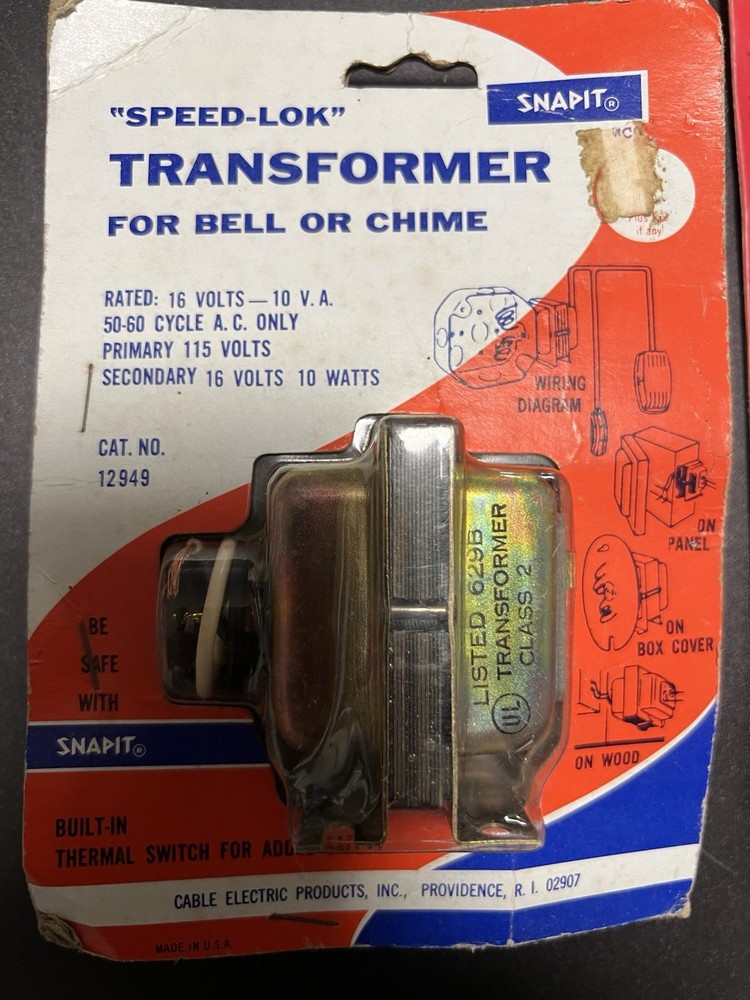 "SPEED-LOK"
SNAPIT®
TRANSFORMER
FOR BELL OR CHIME
Plus
if any
RATED: 16 VOLTS — 10 V.A.
50-60 CYCLE A.C. ONLY
PRIMARY 115 VOLTS
SECONDARY 16 VOLTS 10 WATTS
WIRING
DIAGRAM
CAT. NO.
12949
ON
PANEL
LISTED 629B
TRANSFORMER
CLASS 2
UL
ON
BOX COVER
BE
SAFE
WITH
SNAPIT®
ON WOOD
BUILT-IN
THERMAL SWITCH FOR
CABLE ELECTRIC PRODUCTS, INC., PROVIDENCE, R. I. 02907
MADE IN U.S.A.